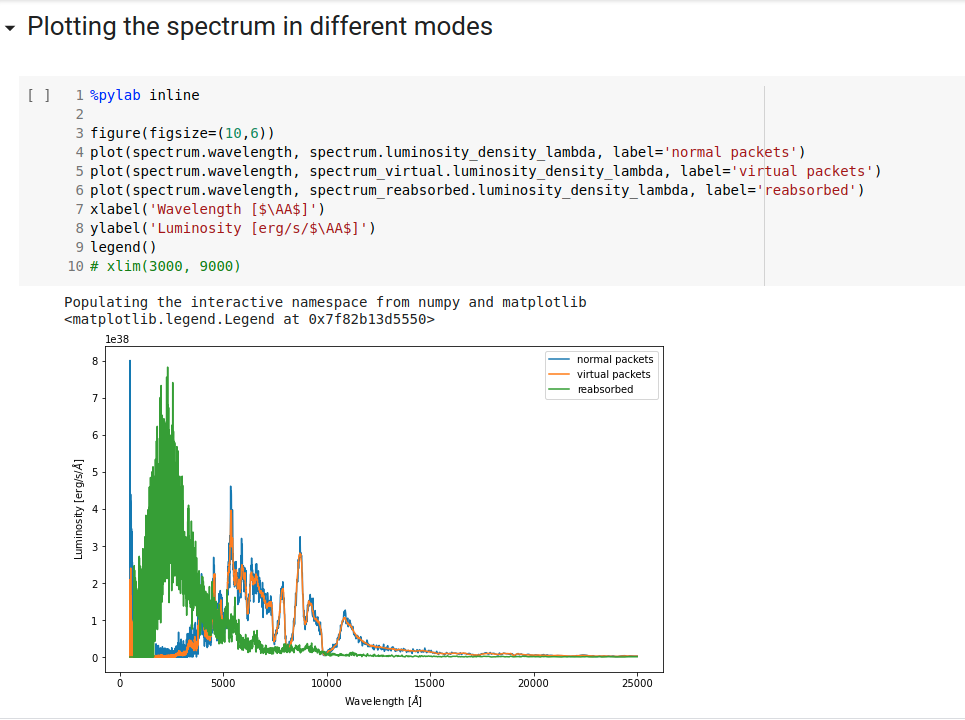 Plotting the spectrum in different modes
[ ] 1 %pylab inline
2
3 figure(figsize=(10,6))
4 plot(spectrum.wavelength, spectrum.luminosity_density_lambda, label='normal packets')
5 plot(spectrum.wavelength, spectrum_virtual.luminosity_density_lambda, label='virtual packets')
6 plot(spectrum.wavelength, spectrum_reabsorbed.luminosity_density_lambda, label='reabsorbed')
7 xlabel('Wavelength [$\AA$]')
8 ylabel('Luminosity [erg/s/$\AA$]')
9 legend()
10 # xlim(3000, 9000)
Populating the interactive namespace from numpy and matplotlib
<matplotlib.legend.Legend at 0x7f82b13d5550>
1e38
normal packets
virtual packets
reabsorbed
8
7
6
5
4
3
2
1
0
Luminosity [erg/s/Å]
0 5000 10000 15000 20000 25000
Wavelength [Å]